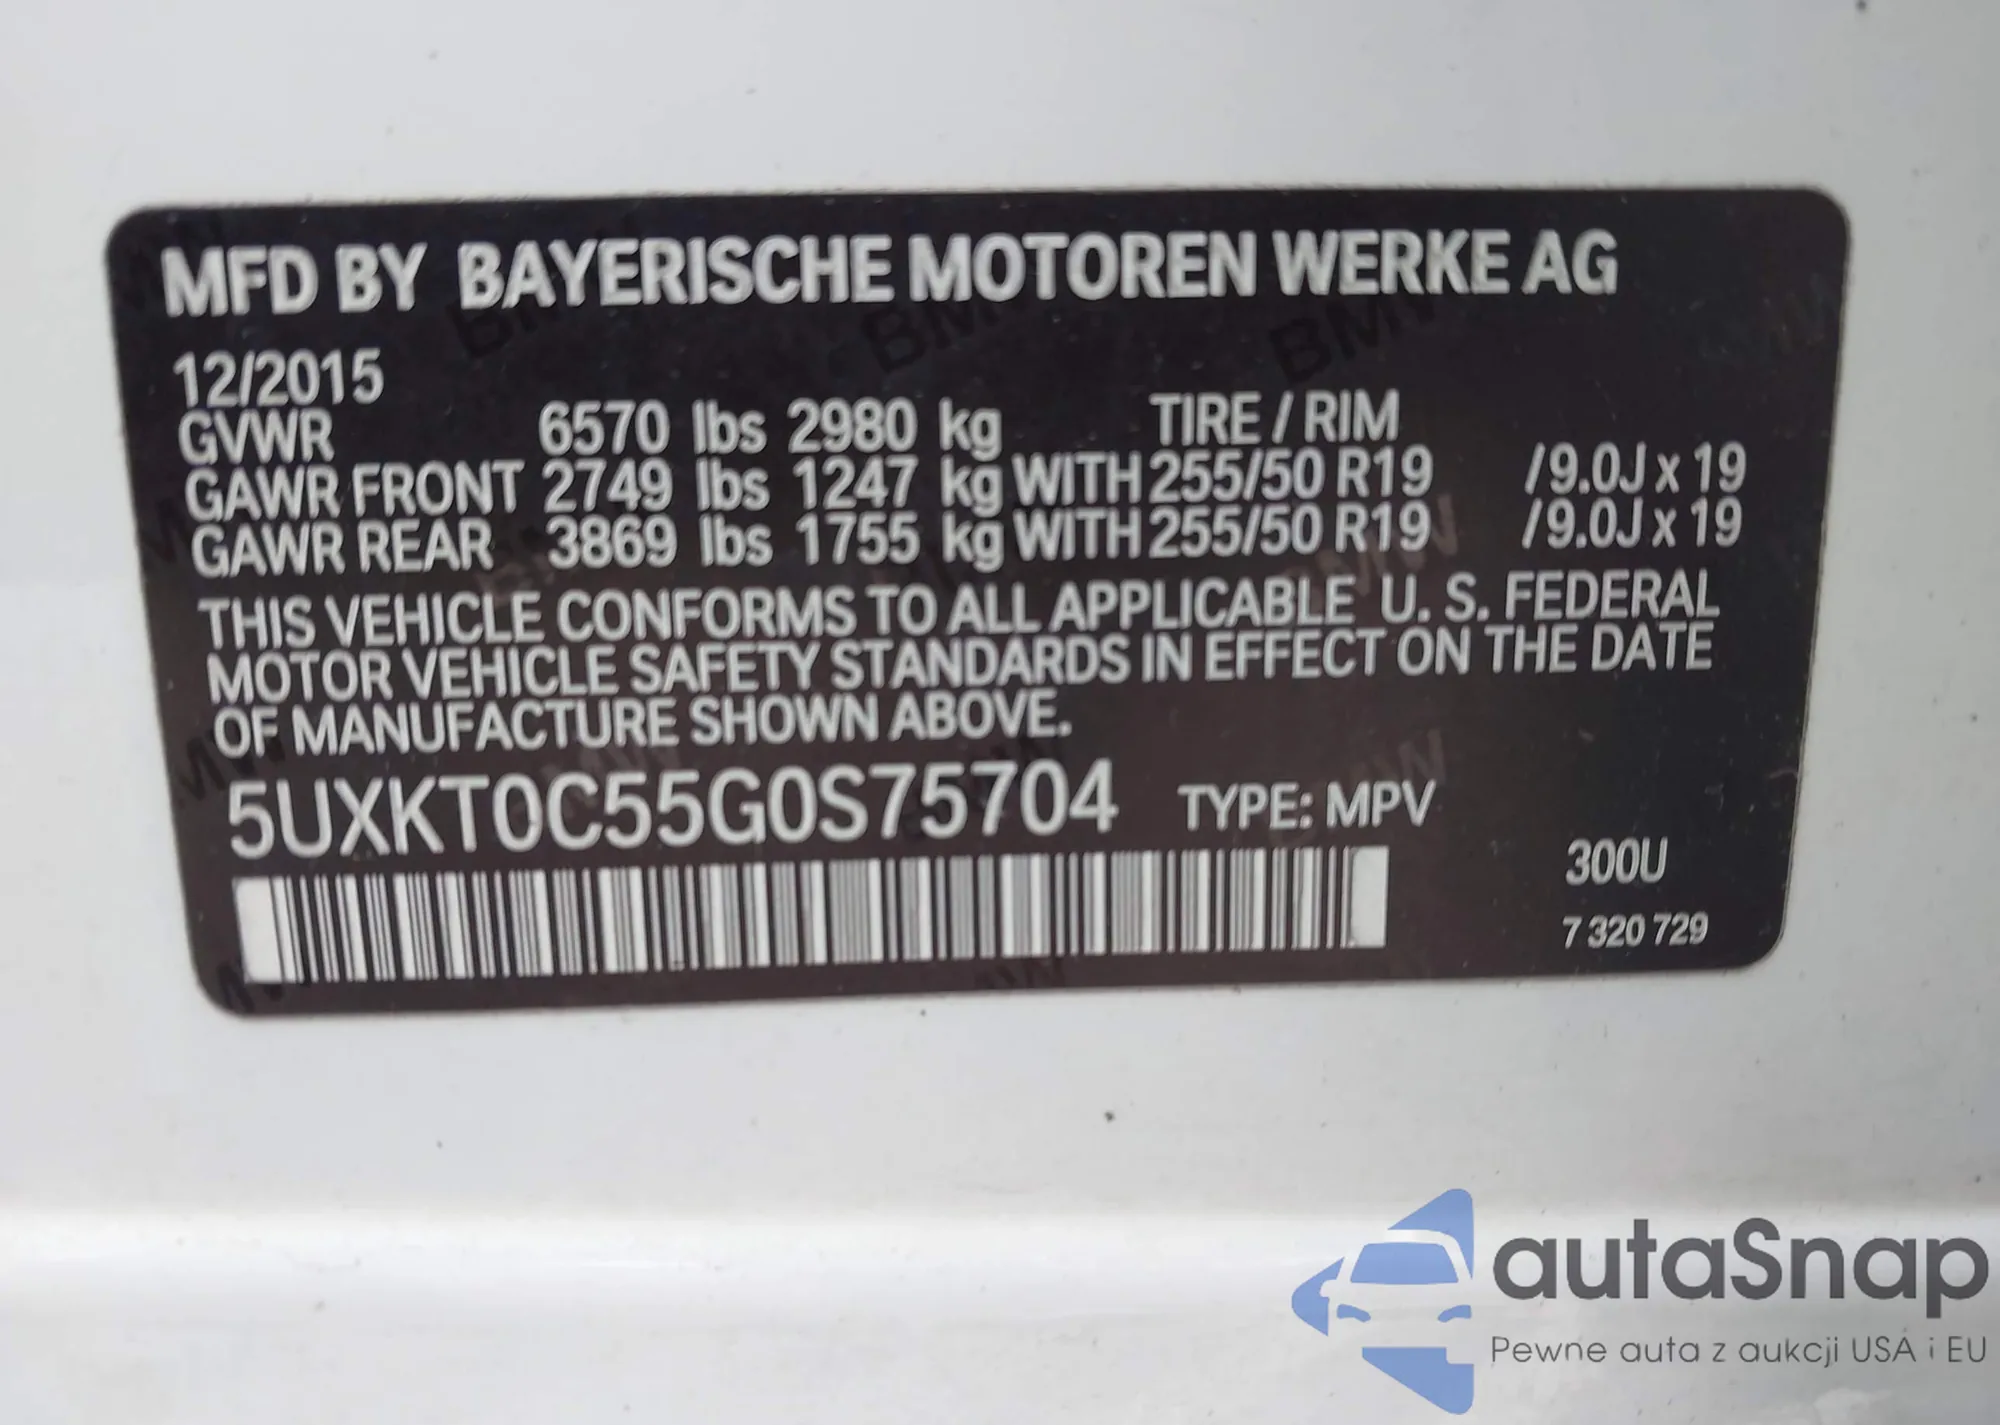 MFD BY BAYERISCHE MOTOREN WERKE AG
12/2015
GVWR 6570 lbs 2980 kg TIRE / RIM
GAWR FRONT 2749 lbs 1247 kg WITH 255/50 R19 /9.0J x 19
GAWR REAR 3869 lbs 1755 kg WITH 255/50 R19 /9.0J x 19
THIS VEHICLE CONFORMS TO ALL APPLICABLE U. S. FEDERAL
MOTOR VEHICLE SAFETY STANDARDS IN EFFECT ON THE DATE
OF MANUFACTURE SHOWN ABOVE.
5UXKT0C55G0S75704 TYPE: MPV
300U
7 320 729
autaSnap
Pewne auta z aukcji USA i EU